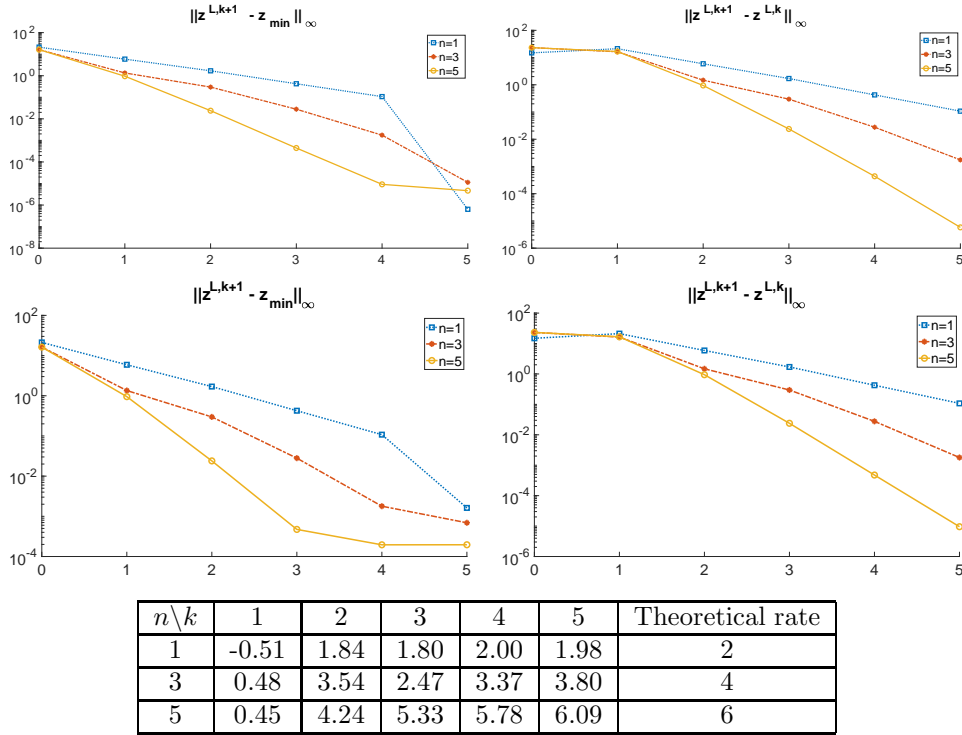 ||z^{L,k+1} - z_{min}||_∞
10^2
10^0
10^{-2}
10^{-4}
10^{-6}
10^{-8}
0 1 2 3 4 5
n=1
n=3
n=5
||z^{L,k+1} - z^{L,k}||_∞
10^2
10^0
10^{-2}
10^{-4}
10^{-6}
0 1 2 3 4 5
n=1
n=3
n=5
||z^{L,k+1} - z_{min}||_∞
10^2
10^0
10^{-2}
10^{-4}
0 1 2 3 4 5
n=1
n=3
n=5
||z^{L,k+1} - z^{L,k}||_∞
10^2
10^0
10^{-2}
10^{-4}
10^{-6}
0 1 2 3 4 5
n=1
n=3
n=5
n\k 1 2 3 4 5 Theoretical rate
1 -0.51 1.84 1.80 2.00 1.98 2
3 0.48 3.54 2.47 3.37 3.80 4
5 0.45 4.24 5.33 5.78 6.09 6